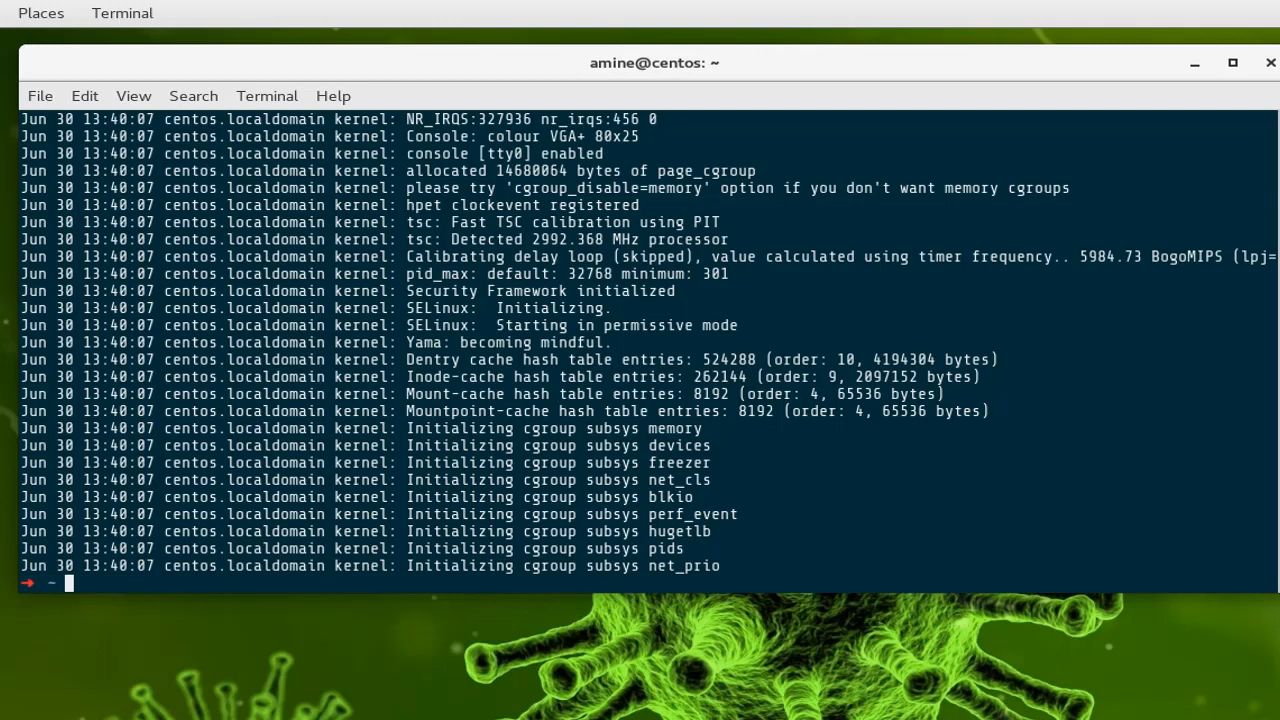 Places Terminal
amine@centos: ~
File Edit View Search Terminal Help
Jun 30 13:40:07 centos.localdomain kernel: NR_IRQS:327936 nr_irqs:456 0
Jun 30 13:40:07 centos.localdomain kernel: Console: colour VGA+ 80x25
Jun 30 13:40:07 centos.localdomain kernel: console [tty0] enabled
Jun 30 13:40:07 centos.localdomain kernel: allocated 14680064 bytes of page_cgroup
Jun 30 13:40:07 centos.localdomain kernel: please try 'cgroup_disable=memory' option if you don't want memory cgroups
Jun 30 13:40:07 centos.localdomain kernel: hpet clockevent registered
Jun 30 13:40:07 centos.localdomain kernel: tsc: Fast TSC calibration using PIT
Jun 30 13:40:07 centos.localdomain kernel: tsc: Detected 2992.368 MHz processor
Jun 30 13:40:07 centos.localdomain kernel: Calibrating delay loop (skipped), value calculated using timer frequency.. 5984.73 BogoMIPS (lpj=
Jun 30 13:40:07 centos.localdomain kernel: pid_max: default: 32768 minimum: 301
Jun 30 13:40:07 centos.localdomain kernel: Security Framework initialized
Jun 30 13:40:07 centos.localdomain kernel: SELinux:  Initializing.
Jun 30 13:40:07 centos.localdomain kernel: SELinux:  Starting in permissive mode
Jun 30 13:40:07 centos.localdomain kernel: Yama: becoming mindful.
Jun 30 13:40:07 centos.localdomain kernel: Dentry cache hash table entries: 524288 (order: 10, 4194304 bytes)
Jun 30 13:40:07 centos.localdomain kernel: Inode-cache hash table entries: 262144 (order: 9, 2097152 bytes)
Jun 30 13:40:07 centos.localdomain kernel: Mount-cache hash table entries: 8192 (order: 4, 65536 bytes)
Jun 30 13:40:07 centos.localdomain kernel: Mountpoint-cache hash table entries: 8192 (order: 4, 65536 bytes)
Jun 30 13:40:07 centos.localdomain kernel: Initializing cgroup subsys memory
Jun 30 13:40:07 centos.localdomain kernel: Initializing cgroup subsys devices
Jun 30 13:40:07 centos.localdomain kernel: Initializing cgroup subsys freezer
Jun 30 13:40:07 centos.localdomain kernel: Initializing cgroup subsys net_cls
Jun 30 13:40:07 centos.localdomain kernel: Initializing cgroup subsys blkio
Jun 30 13:40:07 centos.localdomain kernel: Initializing cgroup subsys perf_event
Jun 30 13:40:07 centos.localdomain kernel: Initializing cgroup subsys hugetlb
Jun 30 13:40:07 centos.localdomain kernel: Initializing cgroup subsys pids
Jun 30 13:40:07 centos.localdomain kernel: Initializing cgroup subsys net_prio
➜ ~